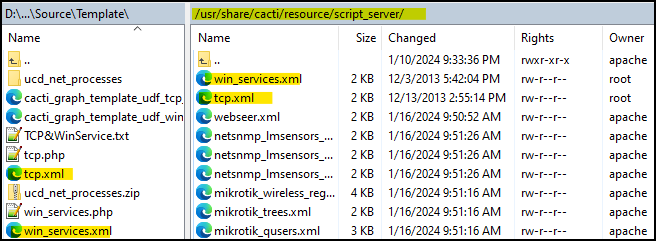 D:\...\Source\Template\
Name
..
ucd_net_processes
cacti_graph_template_udf_tcp_
cacti_graph_template_udf_win
TCP&WinService.txt
tcp.php
tcp.xml
ucd_net_processes.zip
win_services.php
win_services.xml
/usr/share/cacti/resource/script_server/
Name Size Changed Rights Owner
.. 1/10/2024 9:33:36 PM rwxr-xr-x apache
win_services.xml 2 KB 12/3/2013 5:42:04 PM rw-r--r-- root
tcp.xml 2 KB 12/13/2013 2:55:14 PM rw-r--r-- root
webseer.xml 2 KB 1/16/2024 9:50:52 AM rw-r--r-- apache
netsnmp_lmsensors_... 2 KB 1/16/2024 9:51:26 AM rw-r--r-- apache
netsnmp_lmsensors_... 2 KB 1/16/2024 9:51:26 AM rw-r--r-- apache
netsnmp_lmsensors_... 2 KB 1/16/2024 9:51:26 AM rw-r--r-- apache
mikrotik_wireless_reg... 4 KB 1/16/2024 9:51:16 AM rw-r--r-- apache
mikrotik_trees.xml 2 KB 1/16/2024 9:51:16 AM rw-r--r-- apache
mikrotik_qusers.xml 3 KB 1/16/2024 9:51:16 AM rw-r--r-- apache